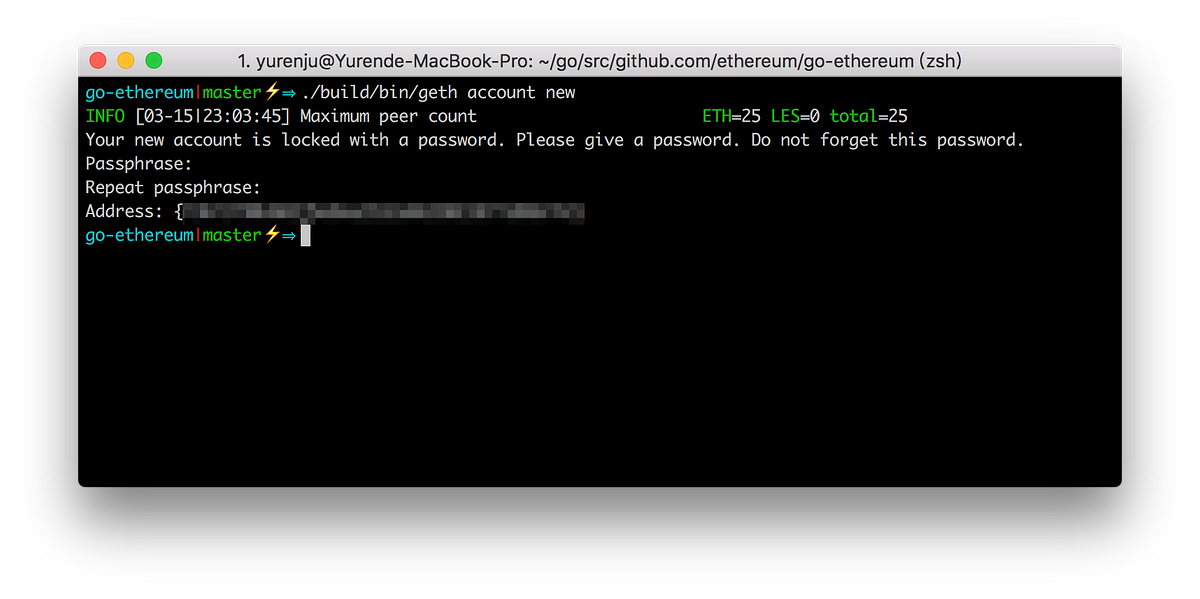 1. yurenju@Yurende-MacBook-Pro: ~/go/src/github.com/ethereum/go-ethereum (zsh)
go-ethereum|master⚡⇒ ./build/bin/geth account new
INFO [03-15|23:03:45] Maximum peer count ETH=25 LES=0 total=25
Your new account is locked with a password. Please give a password. Do not forget this password.
Passphrase:
Repeat passphrase:
Address: {
go-ethereum|master⚡⇒